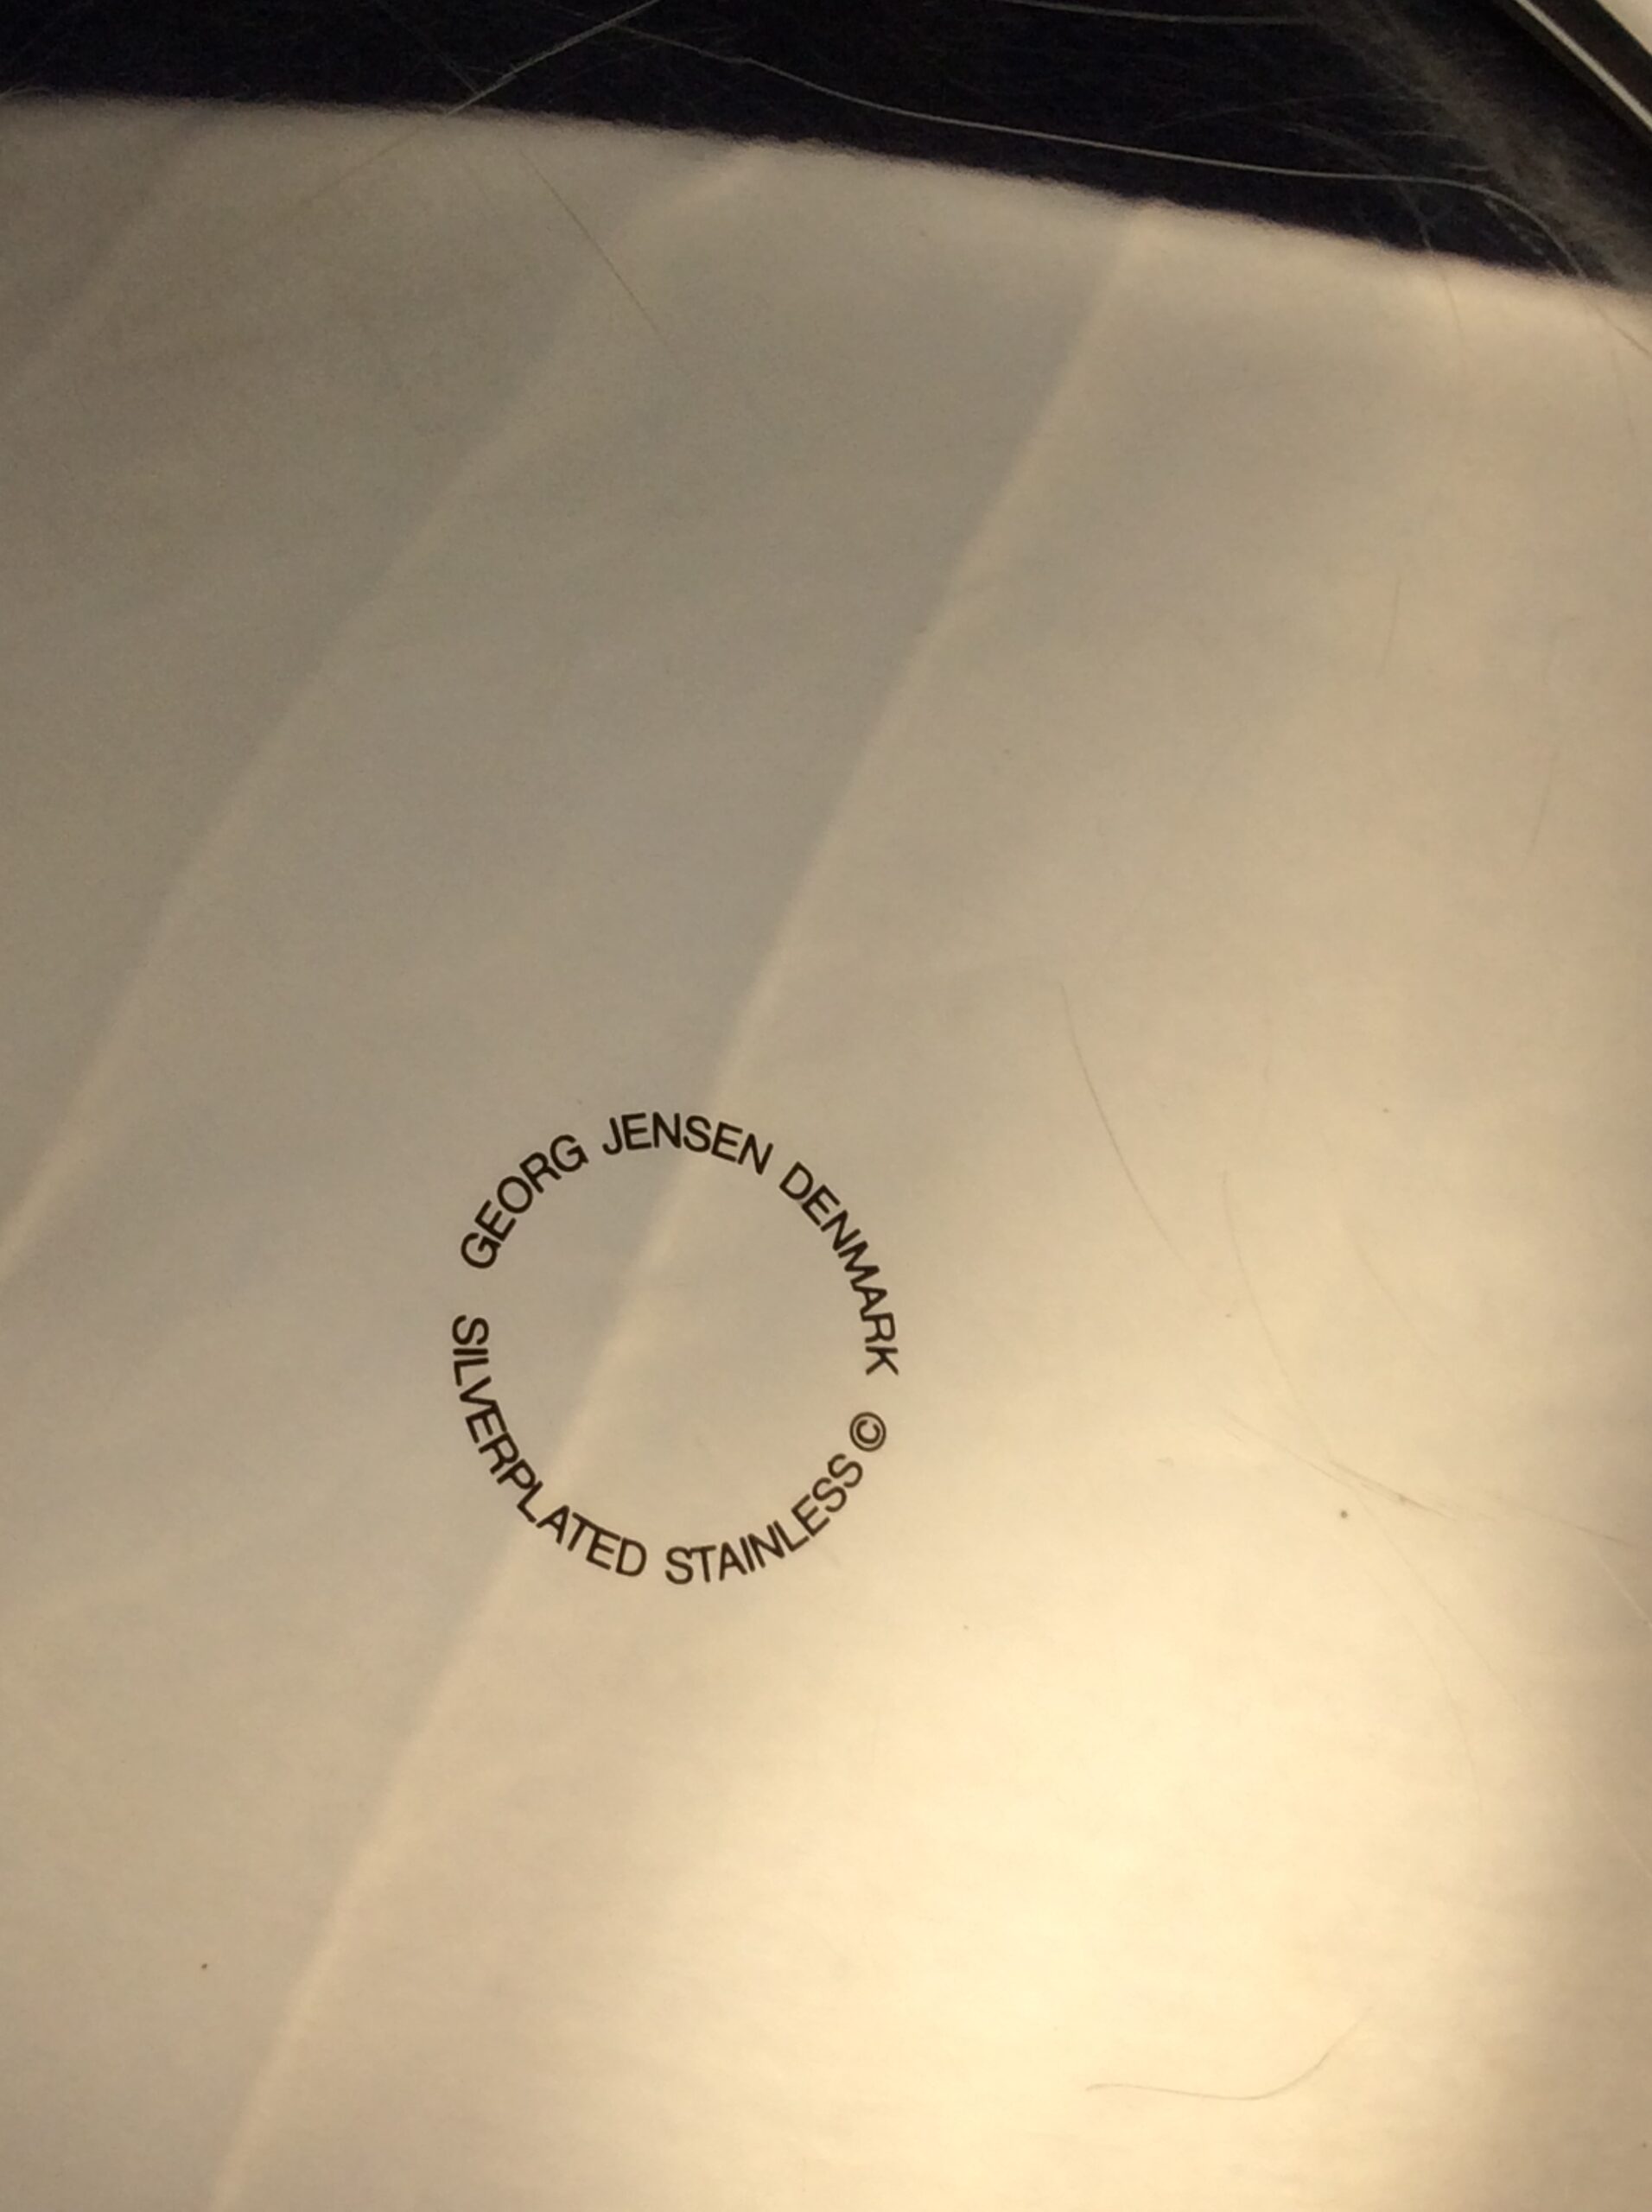 GEORG JENSEN DENMARK
SILVERPLATED STAINLESS ©